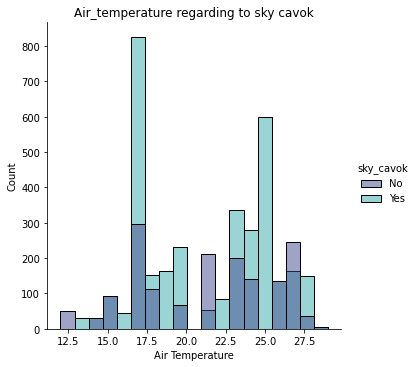 Air_temperature regarding to sky cavok
800
700
600
500
400
300
200
100
0
Count
12.5 15.0 17.5 20.0 22.5 25.0 27.5
Air Temperature
sky_cavok
No
Yes